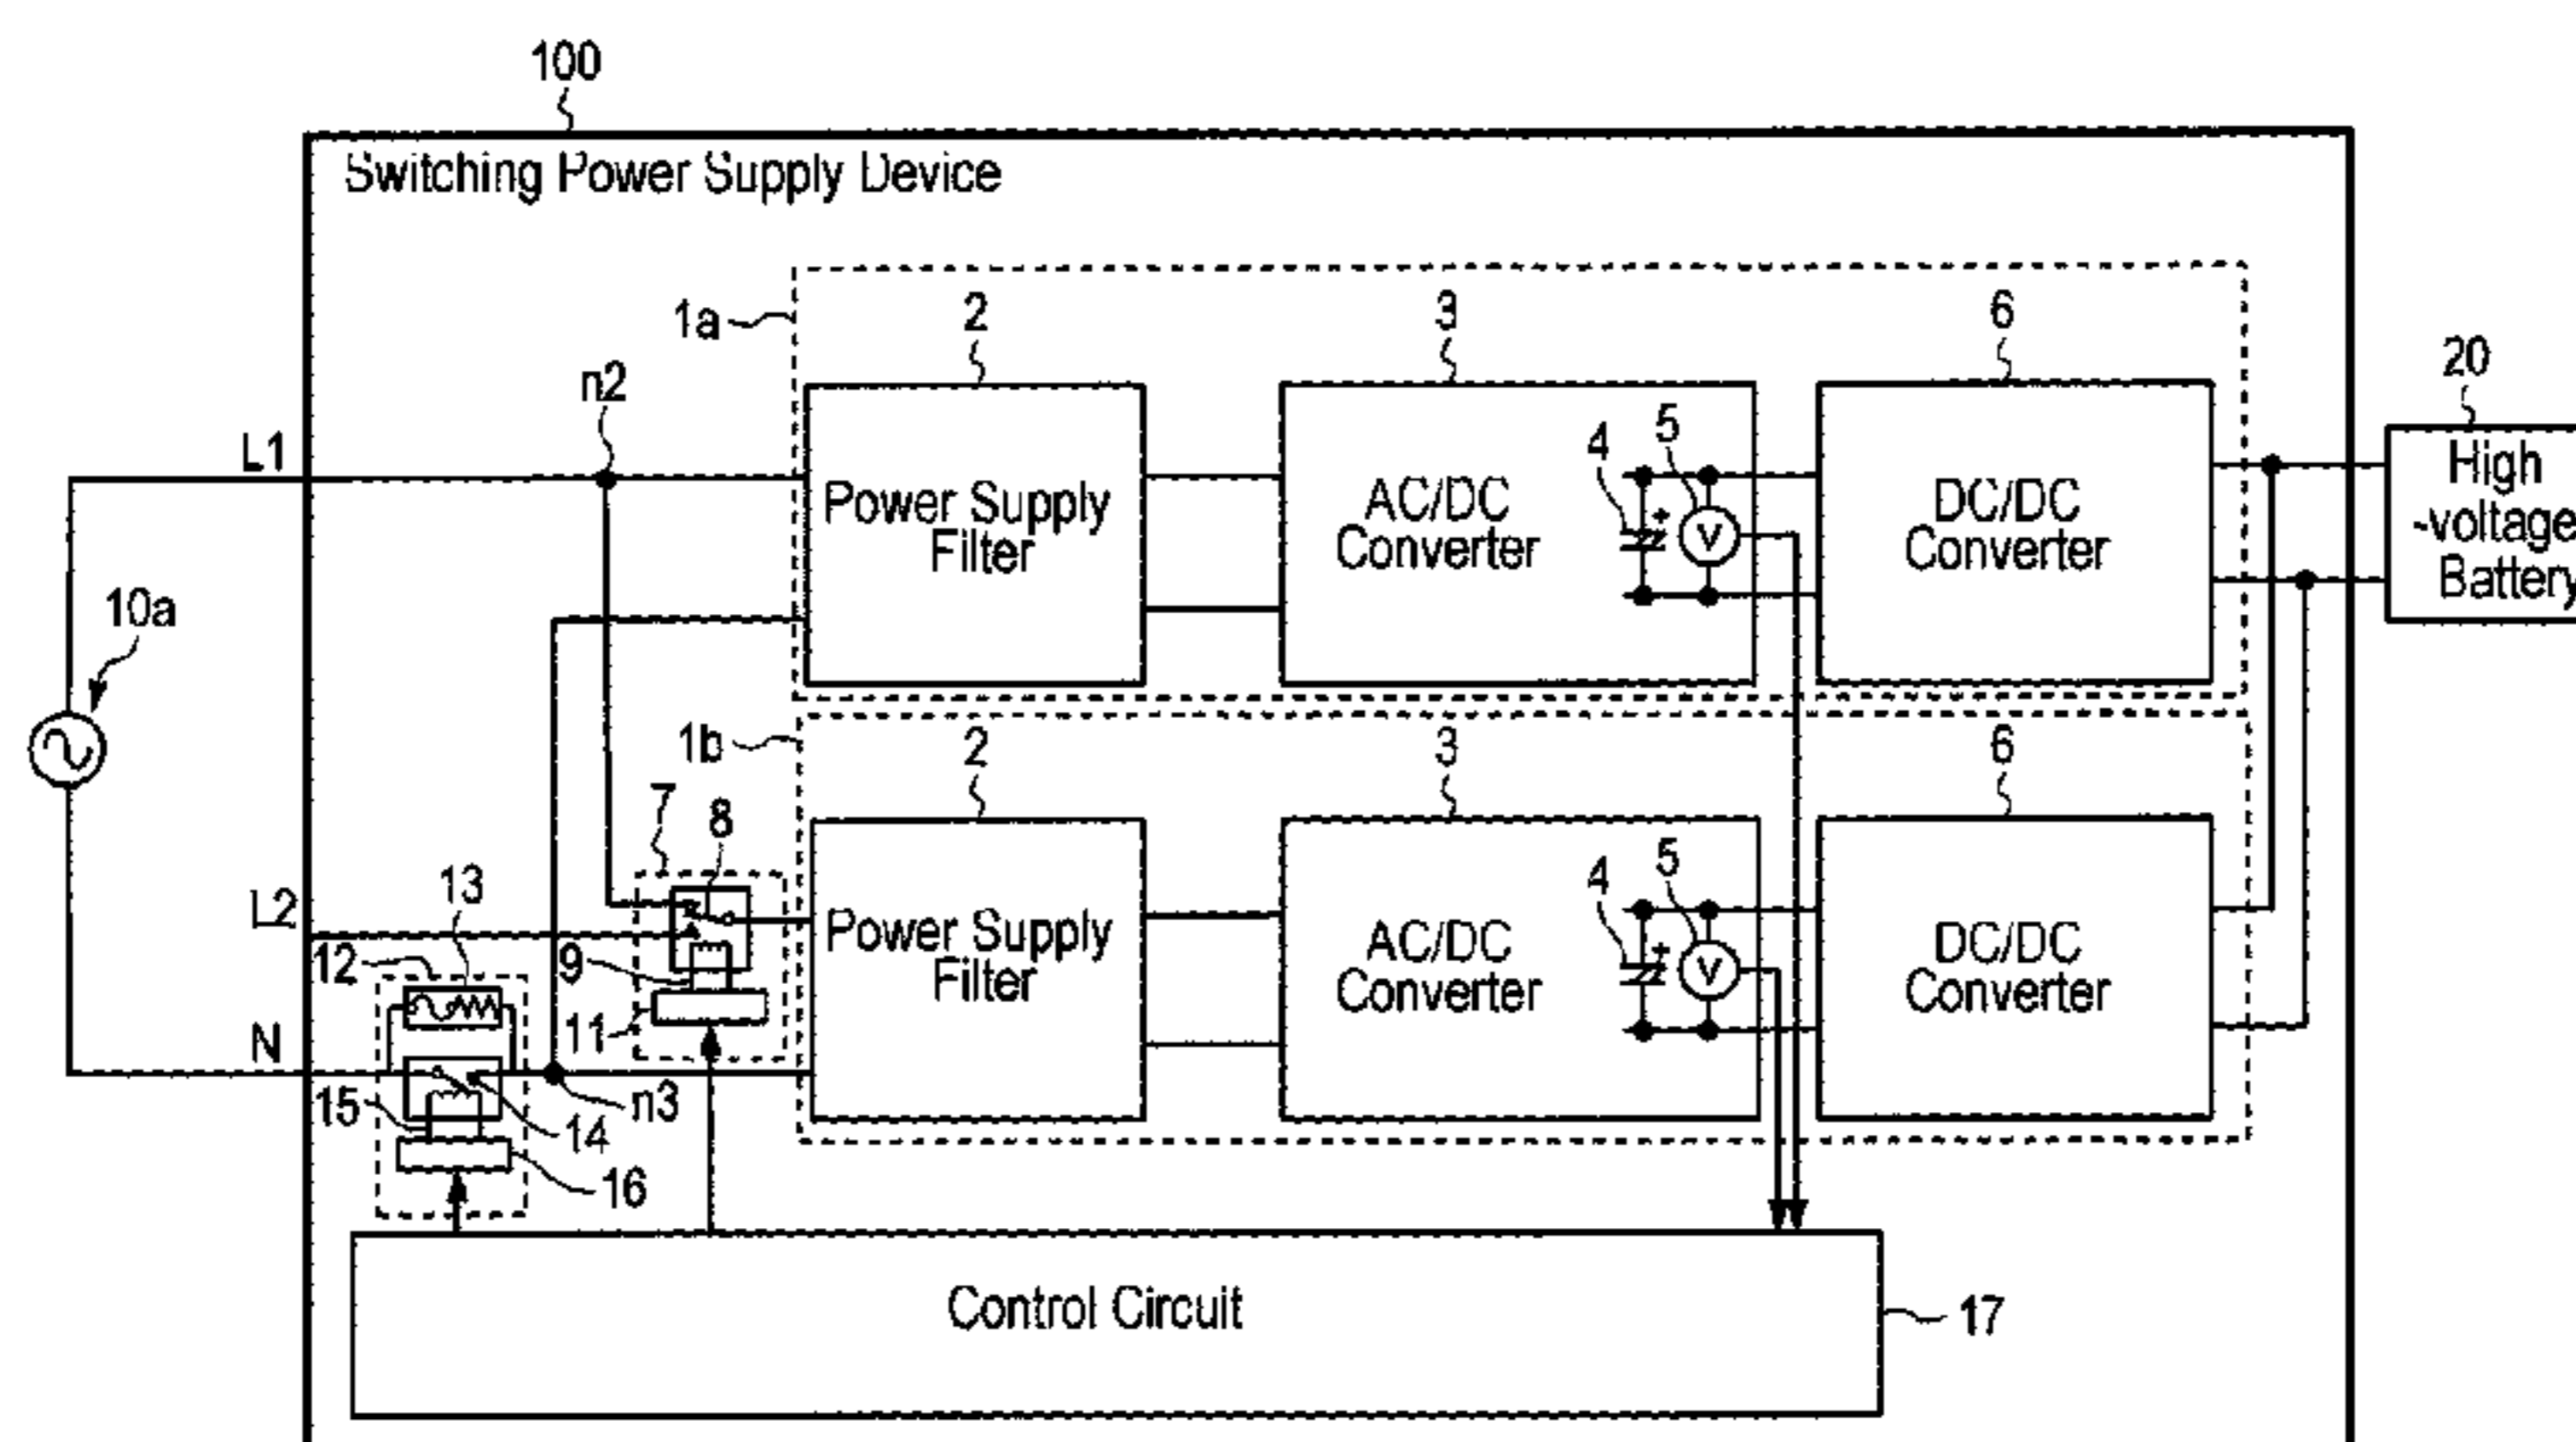 100
Switching Power Supply Device
1a
2
3
6
n2
20
L1
4
5
High
-voltage
Battery
Power Supply
Filter
AC/DC
Converter
V
DC/DC
Converter
10a
1b
2
3
6
7
8
L2
13
4
5
12
9
Power Supply
Filter
AC/DC
Converter
V
DC/DC
Converter
11
N
15
14
n3
16
Control Circuit
17